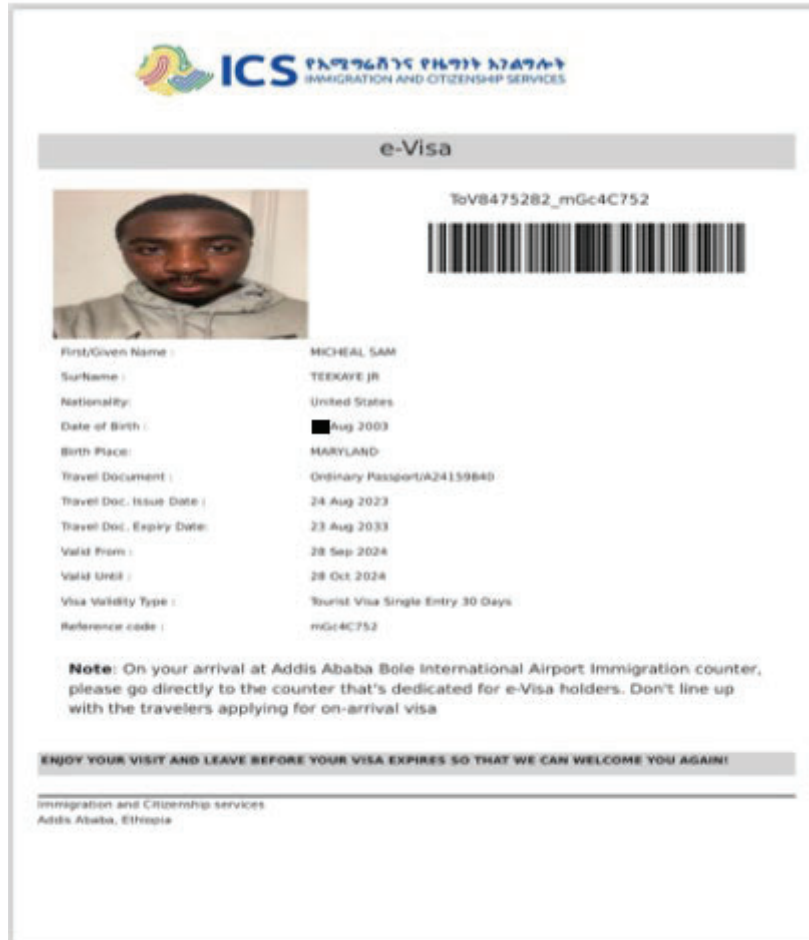 ICS የኢሚግሬሽንና የዜግነት አገልግሎት
IMMIGRATION AND CITIZENSHIP SERVICES
e-Visa
ToV8475282_mGc4C752
First/Given Name : MICHEAL SAM
SurName : TEEKAYE JR
Nationality: United States
Date of Birth : Aug 2003
Birth Place: MARYLAND
Travel Document : Ordinary Passport/A24159840
Travel Doc. Issue Date : 24 Aug 2023
Travel Doc. Expiry Date: 23 Aug 2033
Valid From : 28 Sep 2024
Valid Until : 28 Oct 2024
Visa Validity Type : Tourist Visa Single Entry 30 Days
Reference code : mGc4C752
Note: On your arrival at Addis Ababa Bole International Airport Immigration counter,
please go directly to the counter that's dedicated for e-Visa holders. Don't line up
with the travelers applying for on-arrival visa
ENJOY YOUR VISIT AND LEAVE BEFORE YOUR VISA EXPIRES SO THAT WE CAN WELCOME YOU AGAIN!
Immigration and Citizenship services
Addis Ababa, Ethiopia